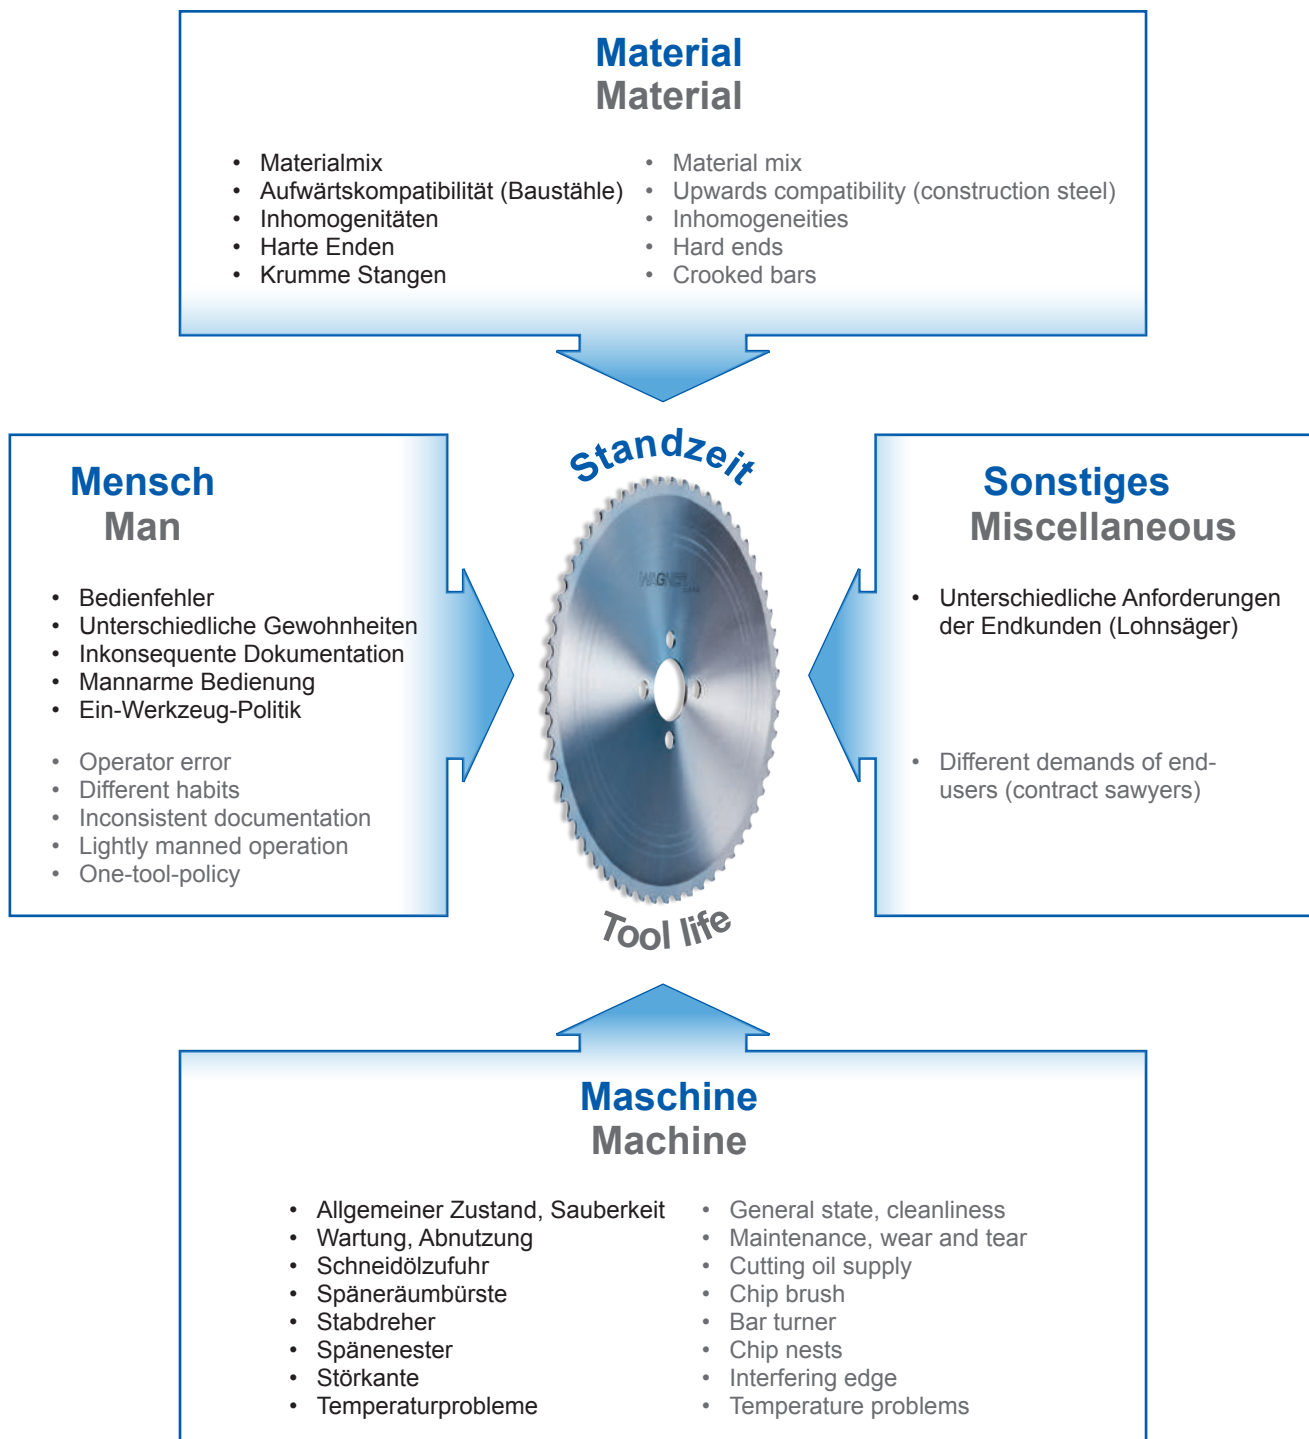 Material
Material
• Materialmix
• Aufwärtskompatibilität (Baustähle)
• Inhomogenitäten
• Harte Enden
• Krumme Stangen
• Material mix
• Upwards compatibility (construction steel)
• Inhomogeneities
• Hard ends
• Crooked bars
Mensch
Man
• Bedienfehler
• Unterschiedliche Gewohnheiten
• Inkonsequente Dokumentation
• Mannarme Bedienung
• Ein-Werkzeug-Politik
• Operator error
• Different habits
• Inconsistent documentation
• Lightly manned operation
• One-tool-policy
Standzeit
WAGNER
Tool life
Sonstiges
Miscellaneous
• Unterschiedliche Anforderungen
der Endkunden (Lohnsäger)
• Different demands of end-
users (contract sawyers)
Maschine
Machine
• Allgemeiner Zustand, Sauberkeit
• Wartung, Abnutzung
• Schneidölzufuhr
• Späneräumbürste
• Stabdreher
• Spänenester
• Störkante
• Temperaturprobleme
• General state, cleanliness
• Maintenance, wear and tear
• Cutting oil supply
• Chip brush
• Bar turner
• Chip nests
• Interfering edge
• Temperature problems